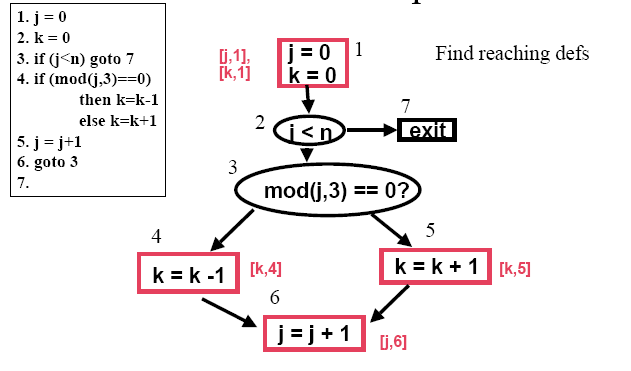 1. j = 0
2. k = 0
3. if (j<n) goto 7
4. if (mod(j,3)==0)
then k=k-1
else k=k+1
5. j = j+1
6. goto 3
7.
[j,1],
[k,1]
j = 0
k = 0
1
Find reaching defs
2
j < n
7
exit
3
mod(j,3) == 0?
4
k = k -1
[k,4]
5
k = k + 1
[k,5]
6
j = j + 1
[j,6]